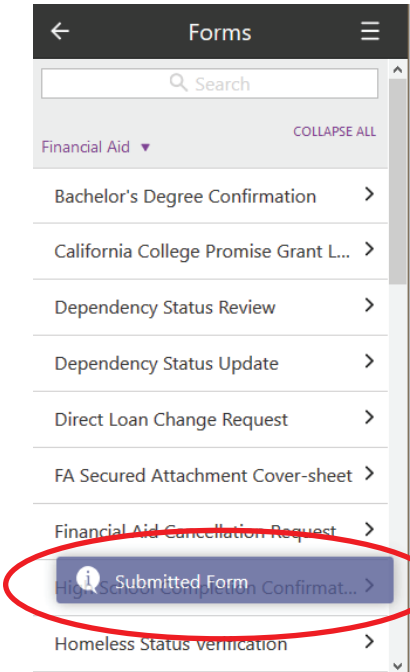 Forms
Search
COLLAPSE ALL
Financial Aid
Bachelor's Degree Confirmation
California College Promise Grant L...
Dependency Status Review
Dependency Status Update
Direct Loan Change Request
FA Secured Attachment Cover-sheet
Financial Aid Cancellation Request
Submitted Form
High School Completion Confirmat...
Homeless Status Verification